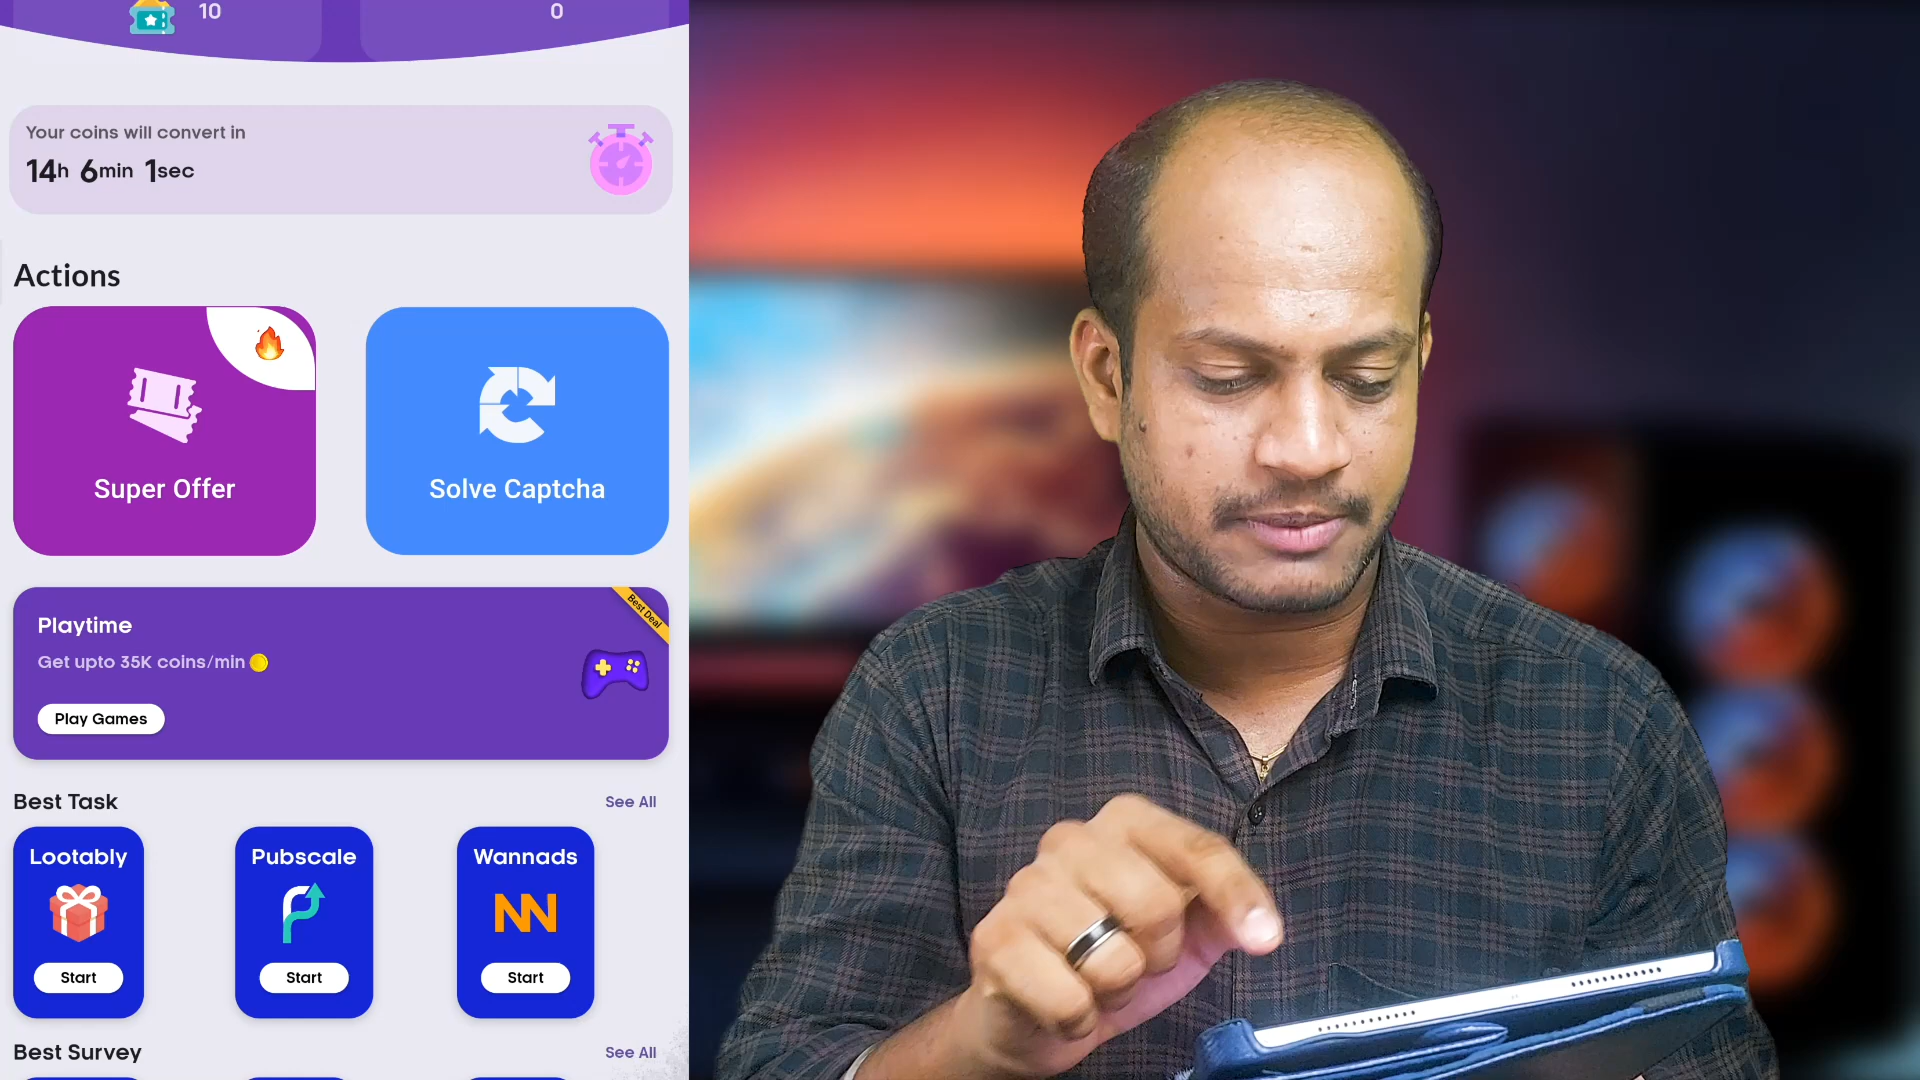 10
0
Your coins will convert in
14h 6min 1sec
Actions
Super Offer
Solve Captcha
Best Deal
Playtime
Get upto 35K coins/min
Play Games
Best Task
See All
Lootably
Pubscale
Wannads
Start
Start
Start
Best Survey
See All